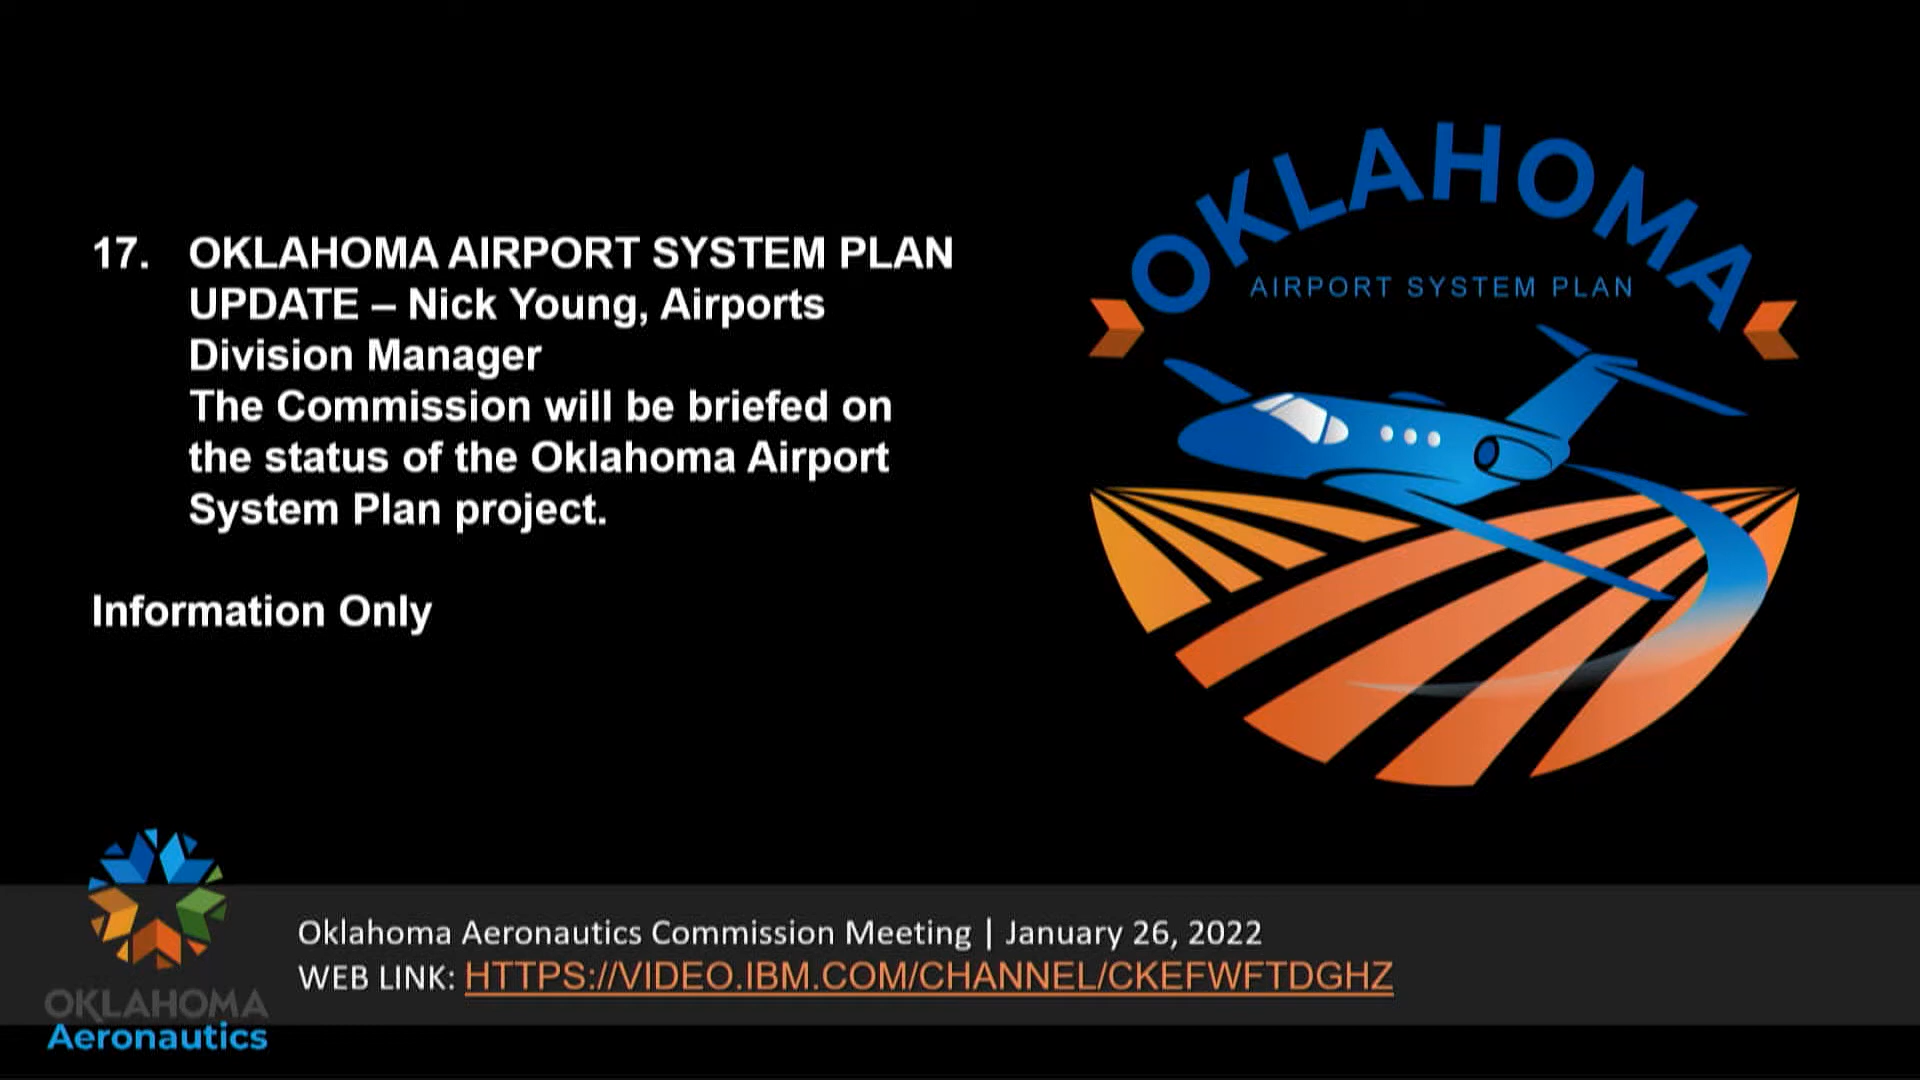 17. OKLAHOMA AIRPORT SYSTEM PLAN
UPDATE – Nick Young, Airports
Division Manager
The Commission will be briefed on
the status of the Oklahoma Airport
System Plan project.
Information Only
OKLAHOMA
AIRPORT SYSTEM PLAN
Oklahoma Aeronautics Commission Meeting | January 26, 2022
WEB LINK: HTTPS://VIDEO.IBM.COM/CHANNEL/CKEFWFTDGHZ
OKLAHOMA
Aeronautics